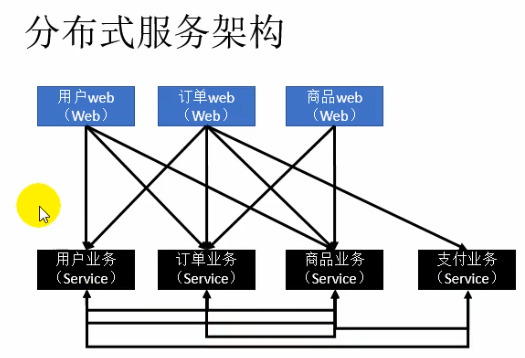 分布式服务架构
用户web
（Web）
订单web
（Web）
商品web
（Web）
用户业务
（Service）
订单业务
（Service）
商品业务
（Service）
支付业务
（Service）